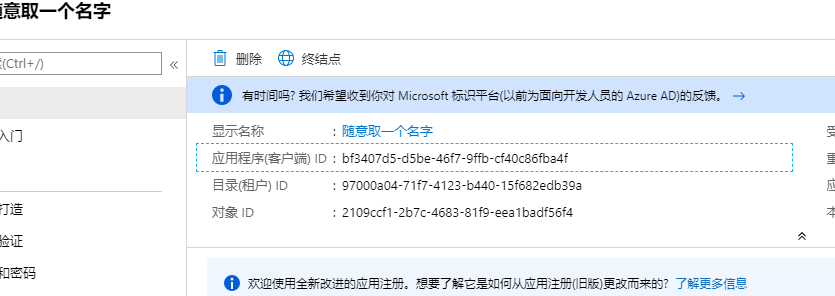 随意取一个名字
(Ctrl+/)
«
删除 终结点
有时间吗? 我们希望收到你对 Microsoft 标识平台(以前为面向开发人员的 Azure AD)的反馈。 →
入门
打造
验证
和密码
显示名称 : 随意取一个名字
应用程序(客户端) ID : bf3407d5-d5be-46f7-9ffb-cf40c86fba4f
目录(租户) ID : 97000a04-71f7-4123-b440-15f682edb39a
对象 ID : 2109ccf1-2b7c-4683-81f9-eea1badf56f4
欢迎使用全新改进的应用注册。想要了解它是如何从应用注册(旧版)更改而来的? 了解更多信息